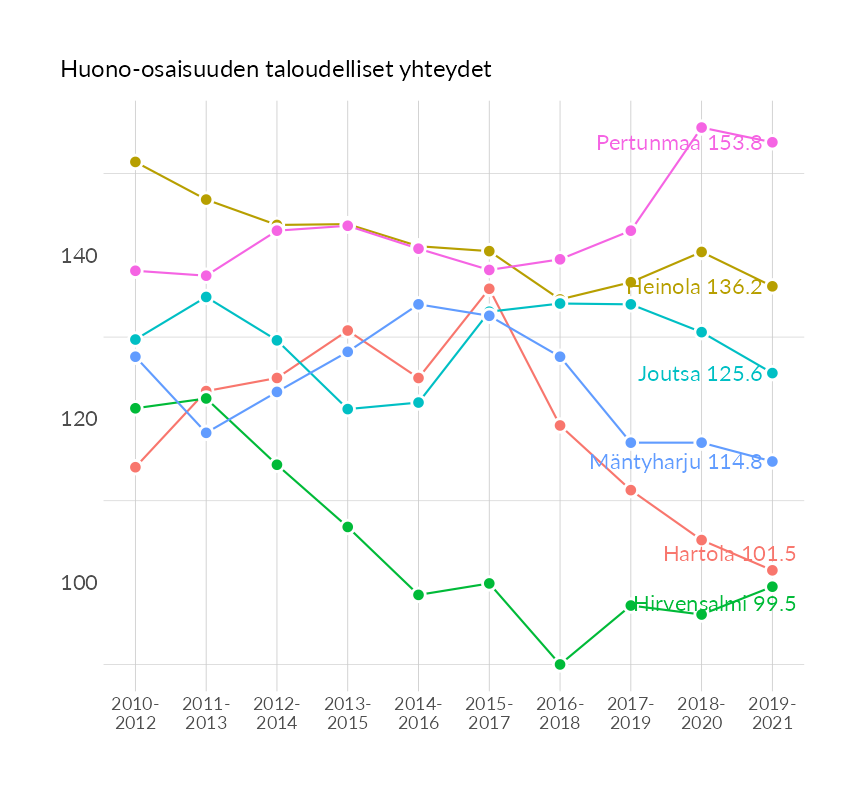 Huono-osaisuuden taloudelliset yhteydet
Pertunmaa 153.8
140
Heinola 136.2
Joutsa 125.6
120
Mäntyharju 114.8
Hartola 101.5
100
Hirvensalmi 99.5
2010- 2011- 2012- 2013- 2014- 2015- 2016- 2017- 2018- 2019-
2012 2013 2014 2015 2016 2017 2018 2019 2020 2021